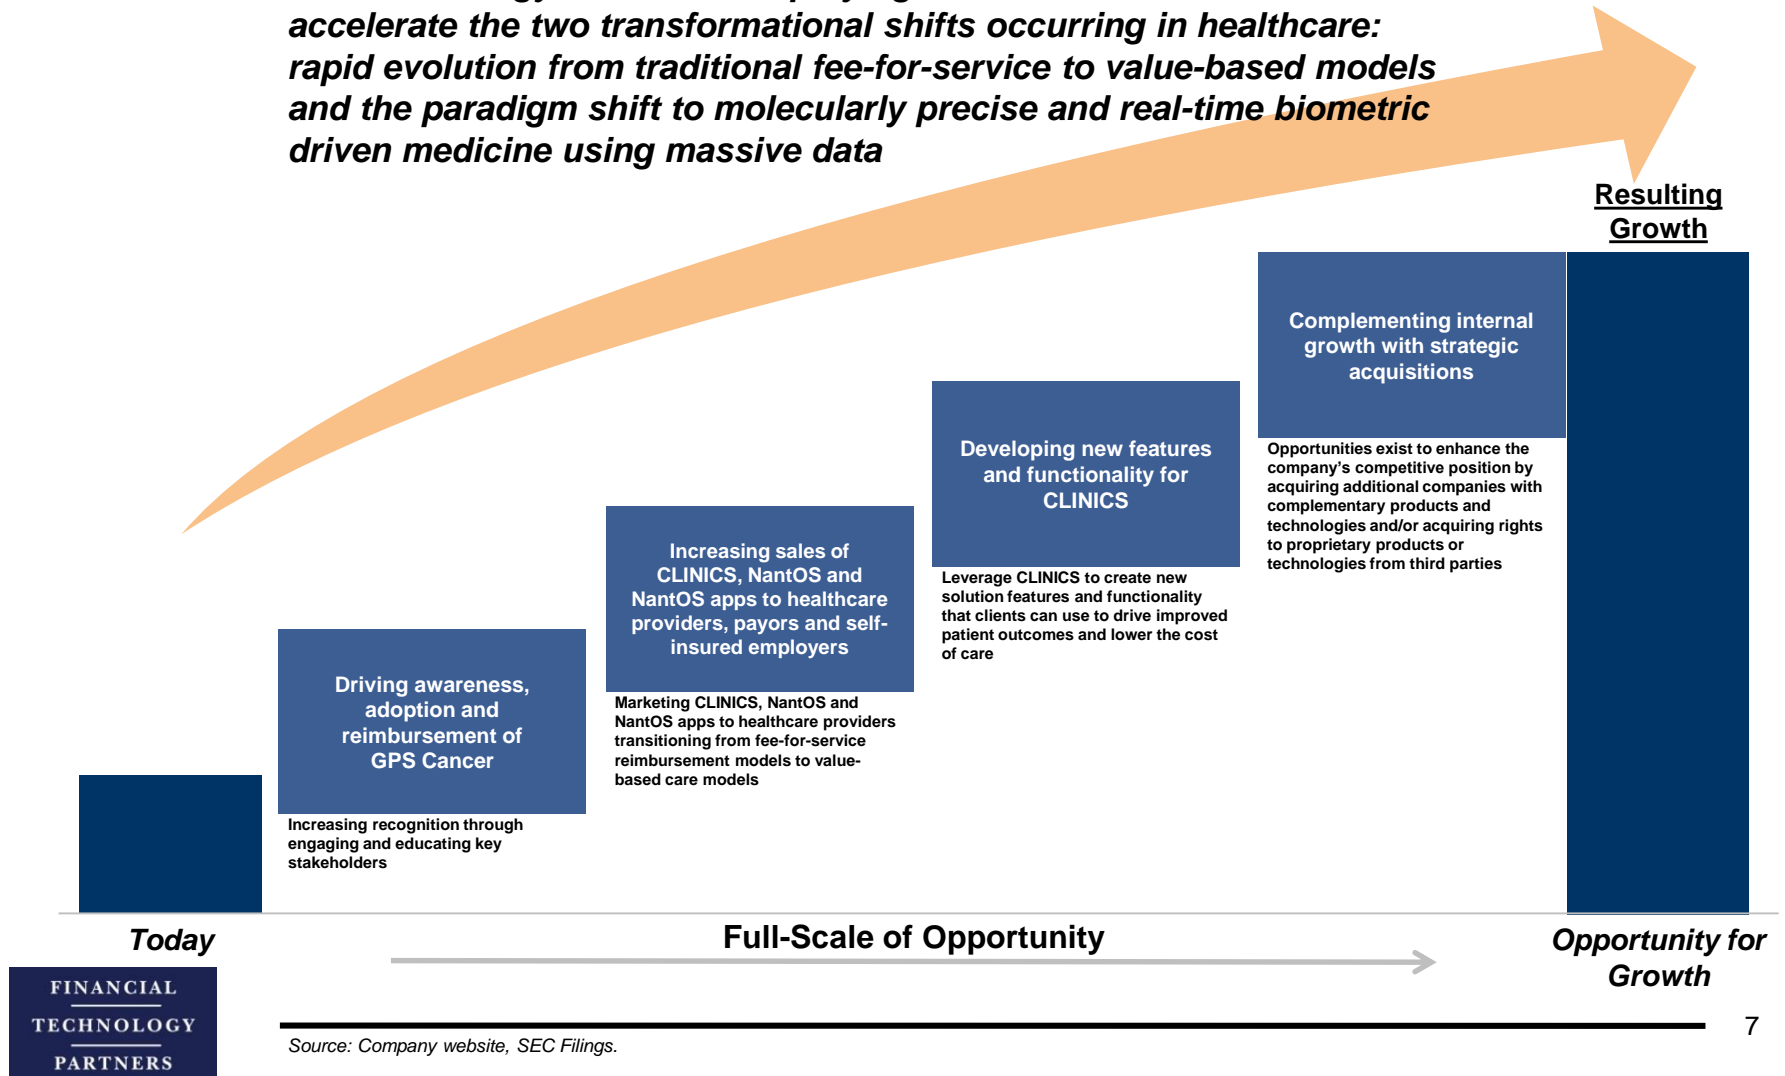 accelerate the two transformational shifts occurring in healthcare:
rapid evolution from traditional fee-for-service to value-based models
and the paradigm shift to molecularly precise and real-time biometric
driven medicine using massive data
Resulting
Growth
Complementing internal
growth with strategic
acquisitions
Opportunities exist to enhance the
company’s competitive position by
acquiring additional companies with
complementary products and
technologies and/or acquiring rights
to proprietary products or
technologies from third parties
Developing new features
and functionality for
CLINICS
Leverage CLINICS to create new
solution features and functionality
that clients can use to drive improved
patient outcomes and lower the cost
of care
Increasing sales of
CLINICS, NantOS and
NantOS apps to healthcare
providers, payors and self-
insured employers
Marketing CLINICS, NantOS and
NantOS apps to healthcare providers
transitioning from fee-for-service
reimbursement models to value-
based care models
Driving awareness,
adoption and
reimbursement of
GPS Cancer
Increasing recognition through
engaging and educating key
stakeholders
Today
Full-Scale of Opportunity
Opportunity for
Growth
FINANCIAL
TECHNOLOGY
PARTNERS
Source: Company website, SEC Filings.
7